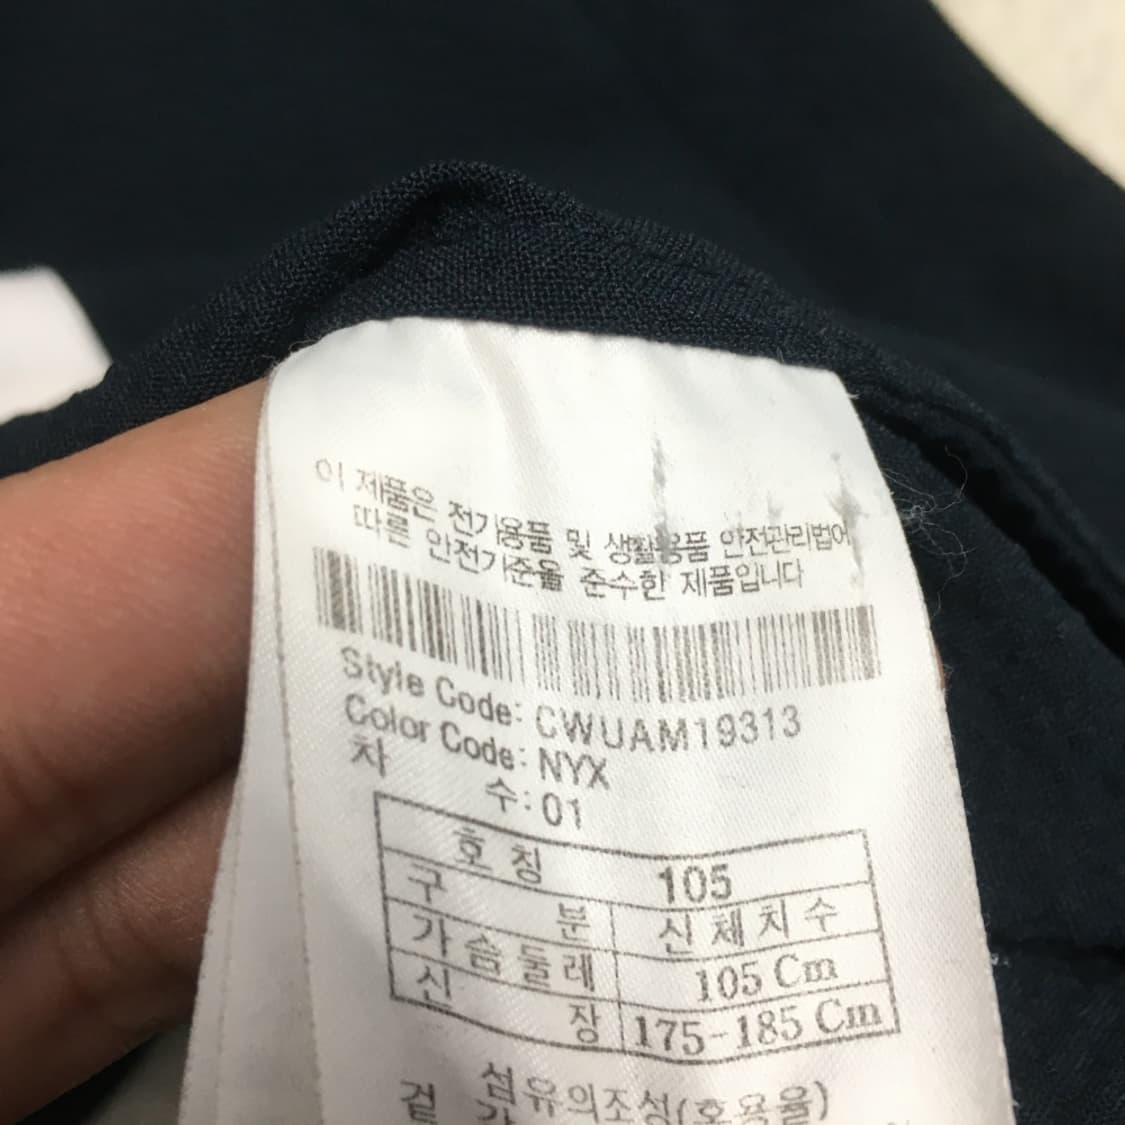 이 제품은 전기용품 및 생활용품 안전관리법에
따른 안전기준을 준수한 제품입니다
Style Code: CWUAM19313
Color Code: NYX
차 수: 01
호 칭 105
구 분 신체치수
가슴둘레 105 Cm
신 장 175-185 Cm
섬유의조성(혼용율)
겉